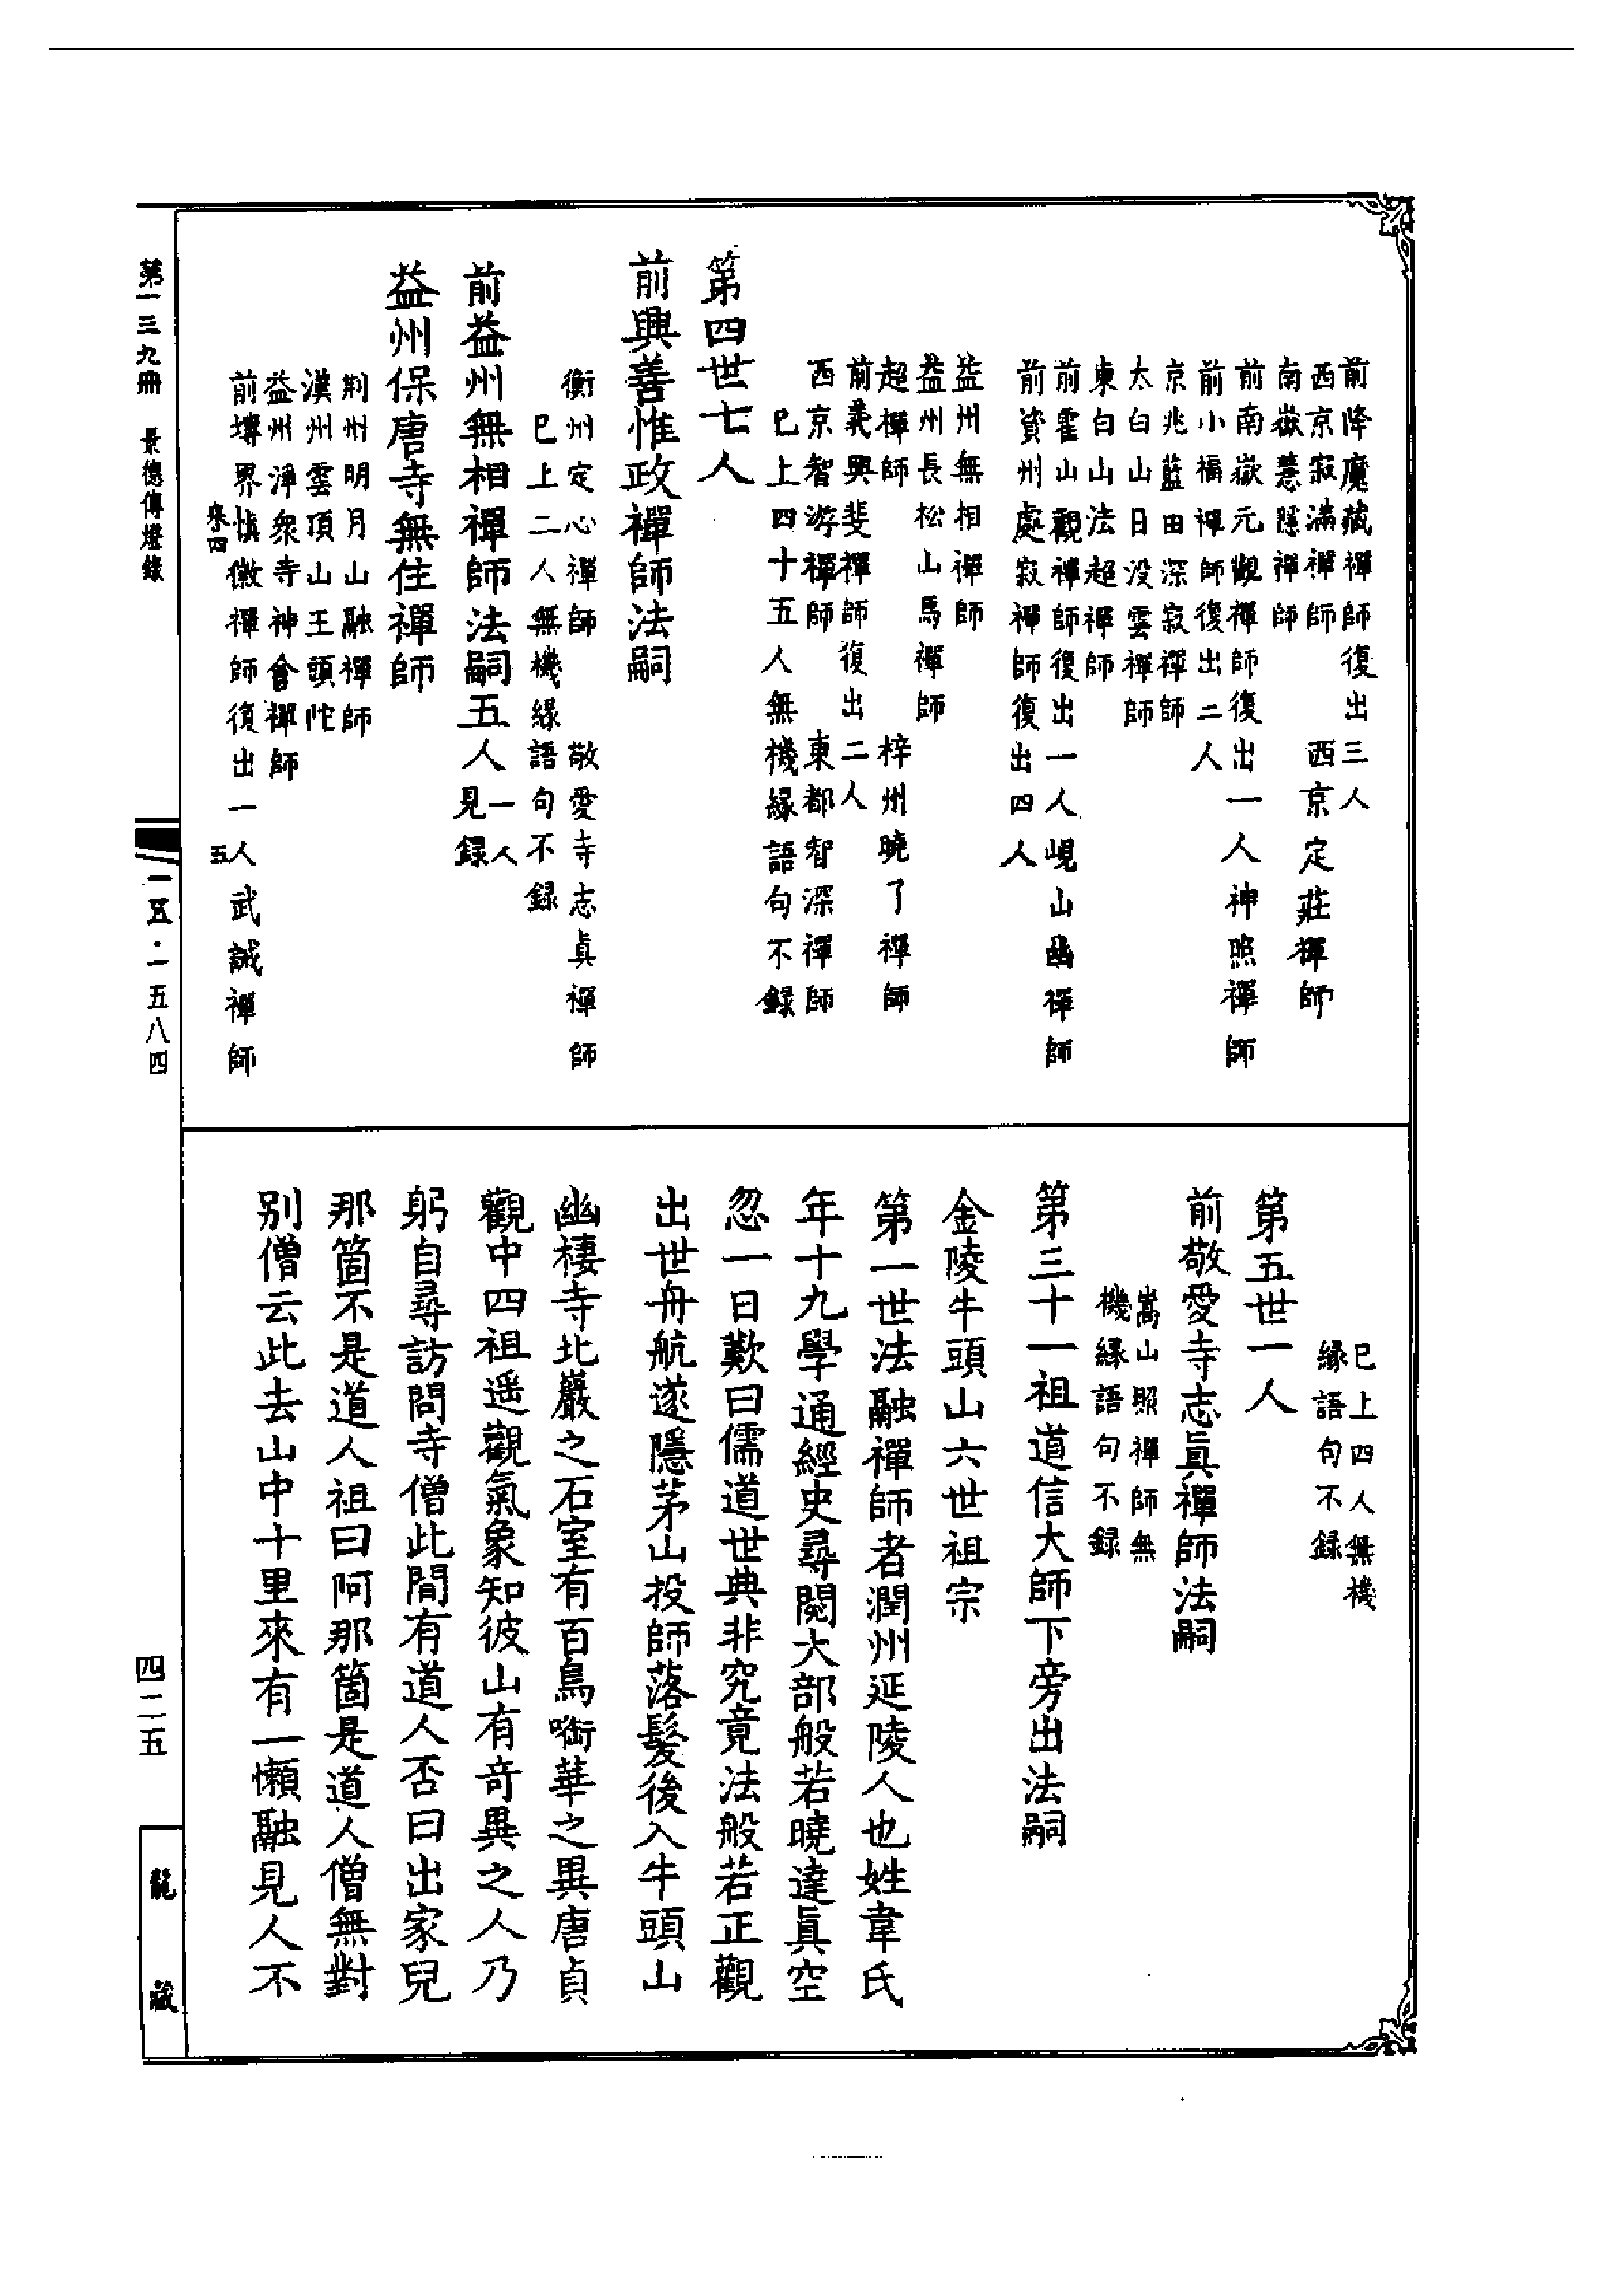 前降魔藏禪師復出三人
西京寂滿禪師　西京定莊禪師
南嶽慧隱禪師
前南嶽元觀禪師復出一人神照禪師
前小福禪師復出二人
京兆藍田深寂禪師
太白山日没雲禪師
東白山法超禪師
前霍山觀禪師復出一人峴山幽禪師
前資州處寂禪師復出四人
益州無相禪師
益州長松山馬禪師
超禪師　梓州曉了禪師
前義興斐禪師復出二人
西京智游禪師　東都智深禪師
巳上四十五人無機緣語句不録
第四世七人
前興善惟政禪師法嗣
衡州定心禪師　敬愛寺志真禪師
巳上二人無機緣語句不録
前益州無相禪師法嗣五人一人見録
益州保唐寺無住禪師
荆州明月山融禪師
漢州雲頂山王頭陀
益州淨衆寺神會禪師
前壕界慎徽禪師復出一人武誠禪師
巳上四人無機
緣語句不録
第五世一人
前敬愛寺志真禪師法嗣
嵩山照禪師無
機緣語句不録
第三十一祖道信大師下旁出法嗣
金陵牛頭山六世祖宗
第一世法融禪師者潤州延陵人也姓韋氏
年十九學通經史尋閱大部般若曉達真空
忽一日歎曰儒道世典非究竟法般若正觀
出世舟航遂隱茅山投師落髮後入牛頭山
幽棲寺北巖之石室有百鳥銜華之異唐貞
觀中四祖遥觀氣象知彼山有奇異之人乃
躬自尋訪問寺僧此間有道人否曰出家兒
那箇不是道人祖曰阿那箇是道人僧無對
别僧云此去山中十里來有一懶融見人不
第一三九册　景德傳燈録
卷四　五
一五五·一五八四
四二五
龍藏